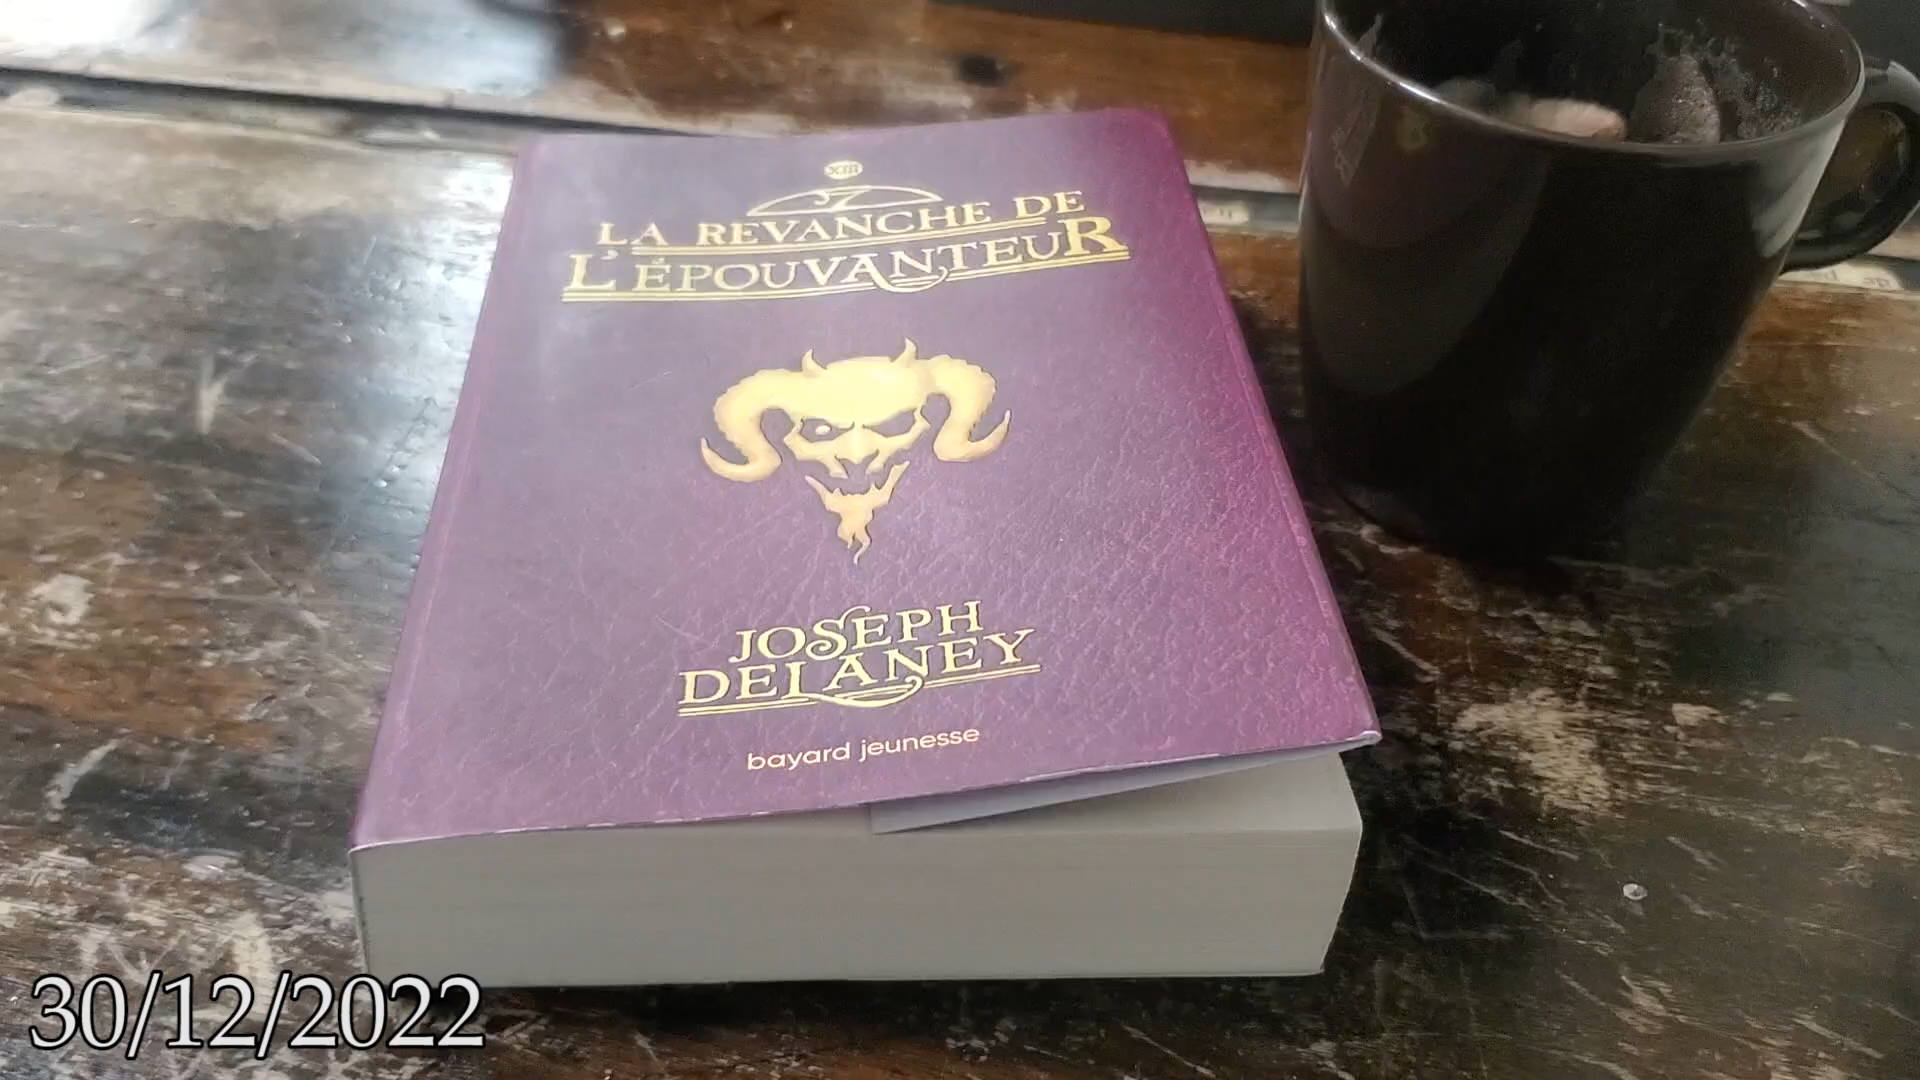 XIII
LA REVANCHE DE
L'ÉPOUVANTEUR
JOSEPH
DELANEY
bayard jeunesse
30/12/2022